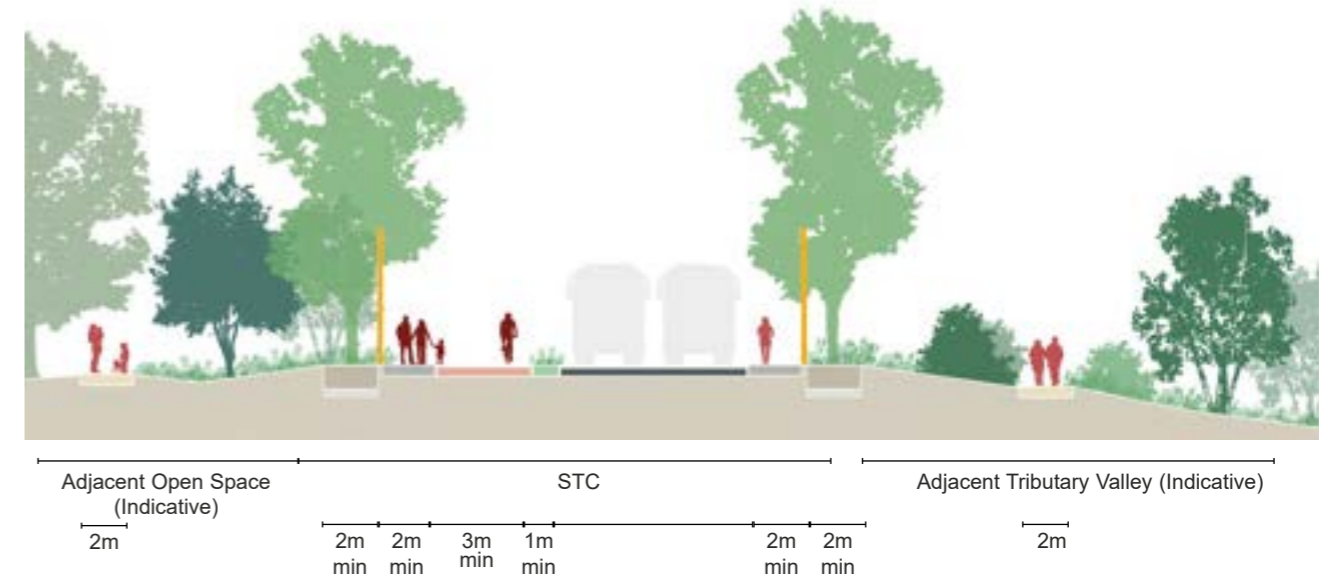 Adjacent Open Space
(Indicative)
STC
Adjacent Tributary Valley (Indicative)
2m
2m
min
2m
min
3m
min
1m
min
2m
min
2m
min
2m